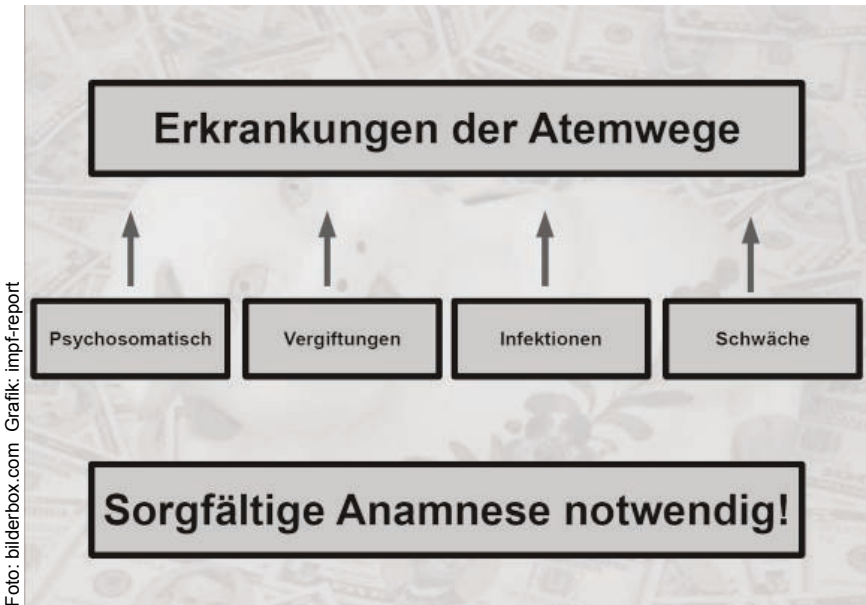 Erkrankungen der Atemwege
Psychosomatisch
Vergiftungen
Infektionen
Schwäche
Sorgfältige Anamnese notwendig!
Foto: bilderbox.com Grafik: impf-report